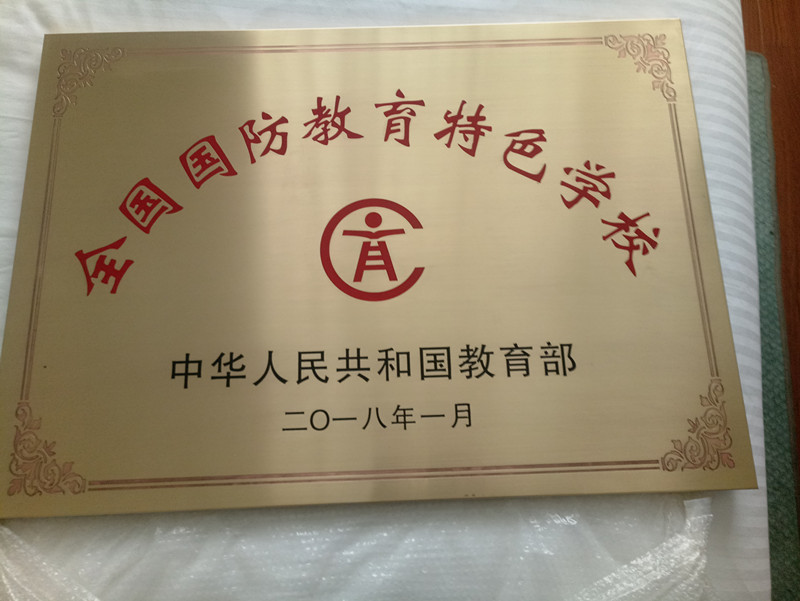 全国国防教育特色学校
中华人民共和国教育部
二〇一八年一月